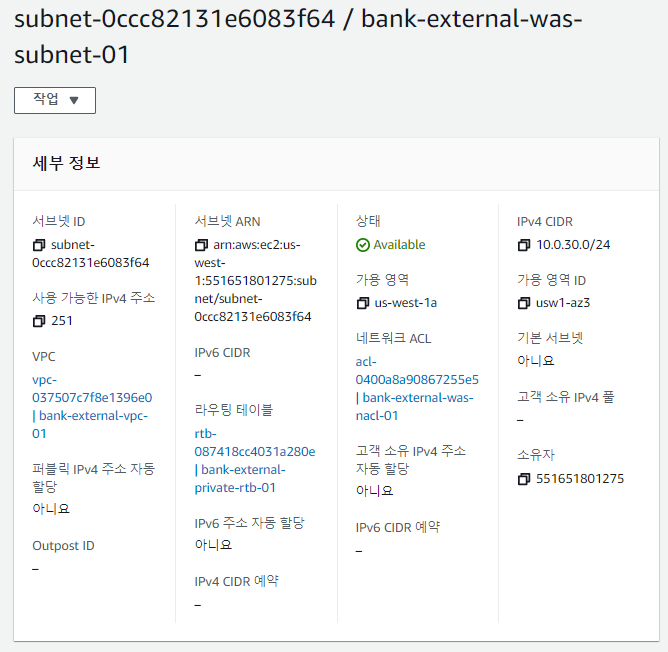 subnet-0ccc82131e6083f64 / bank-external-was-
subnet-01
작업 ▼
세부 정보
서브넷 ID
subnet-
0ccc82131e6083f64
사용 가능한 IPv4 주소
251
VPC
vpc-
037507c7f8e1396e0
| bank-external-vpc-
01
퍼블릭 IPv4 주소 자동
할당
아니요
Outpost ID
–
서브넷 ARN
arn:aws:ec2:us-
west-
1:551651801275:sub
net/subnet-
0ccc82131e6083f64
IPv6 CIDR
–
라우팅 테이블
rtb-
087418cc4031a280e
| bank-external-
private-rtb-01
IPv6 주소 자동 할당
아니요
IPv4 CIDR 예약
–
상태
Available
가용 영역
us-west-1a
네트워크 ACL
acl-
0400a8a90867255e5
| bank-external-was-
nacl-01
고객 소유 IPv4 주소
자동 할당
아니요
IPv6 CIDR 예약
–
IPv4 CIDR
10.0.30.0/24
가용 영역 ID
usw1-az3
기본 서브넷
아니요
고객 소유 IPv4 풀
–
소유자
551651801275